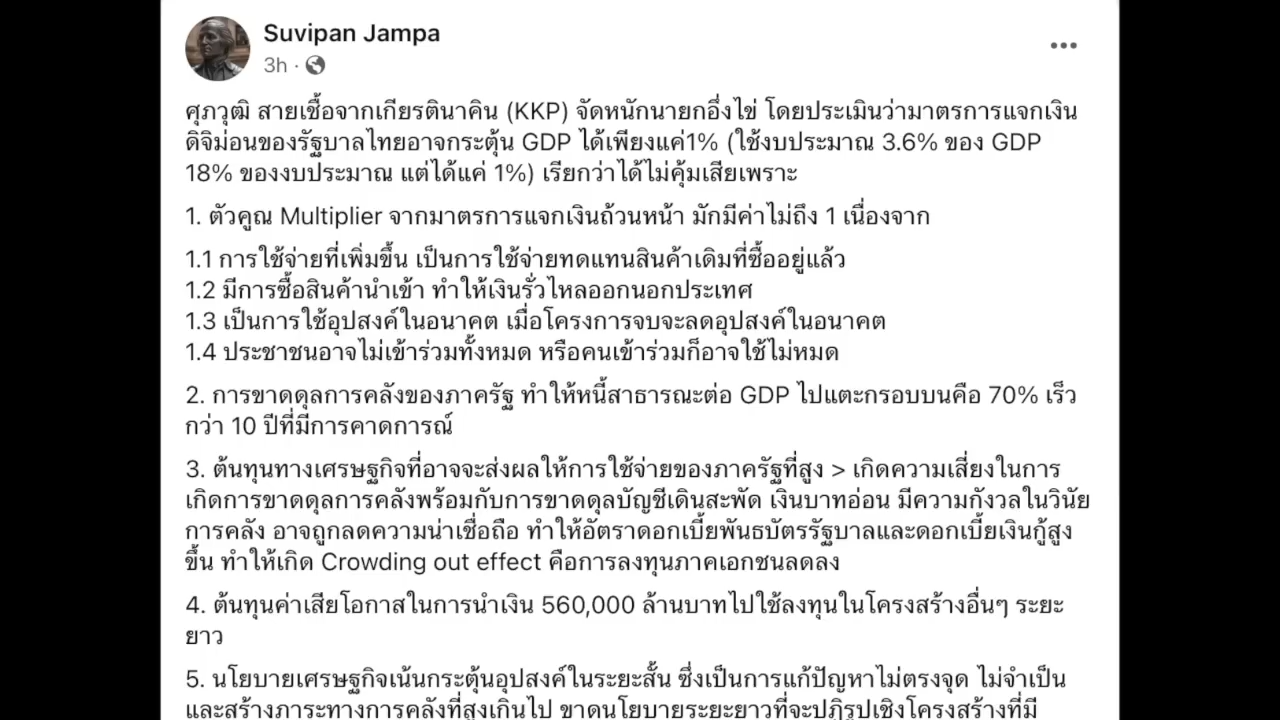 Suvipan Jampa
3h ·
ศุภวุฒิ สายเชื้อจากเกียรตินาคิน (KKP) จัดหนักนายกอึ่งไข่ โดยประเมินว่ามาตรการแจกเงิน
ดิจิม่อนของรัฐบาลไทยอาจกระตุ้น GDP ได้เพียงแค่1% (ใช้งบประมาณ 3.6% ของ GDP
18% ของงบประมาณ แต่ได้แค่ 1%) เรียกว่าได้ไม่คุ้มเสียเพราะ
1. ตัวคูณ Multiplier จากมาตรการแจกเงินถ้วนหน้า มักมีค่าไม่ถึง 1 เนื่องจาก
1.1 การใช้จ่ายที่เพิ่มขึ้น เป็นการใช้จ่ายทดแทนสินค้าเดิมที่ซื้ออยู่แล้ว
1.2 มีการซื้อสินค้านำเข้า ทำให้เงินรั่วไหลออกนอกประเทศ
1.3 เป็นการใช้อุปสงค์ในอนาคต เมื่อโครงการจบจะลดอุปสงค์ในอนาคต
1.4 ประชาชนอาจไม่เข้าร่วมทั้งหมด หรือคนเข้าร่วมก็อาจใช้ไม่หมด
2. การขาดดุลการคลังของภาครัฐ ทำให้หนี้สาธารณะต่อ GDP ไปแตะกรอบบนคือ 70% เร็ว
กว่า 10 ปีที่มีการคาดการณ์
3. ต้นทุนทางเศรษฐกิจที่อาจจะส่งผลให้การใช้จ่ายของภาครัฐที่สูง > เกิดความเสี่ยงในการ
เกิดการขาดดุลการคลังพร้อมกับการขาดดุลบัญชีเดินสะพัด เงินบาทอ่อน มีความกังวลในวินัย
การคลัง อาจถูกลดความน่าเชื่อถือ ทำให้อัตราดอกเบี้ยพันธบัตรรัฐบาลและดอกเบี้ยเงินกู้สูง
ขึ้น ทำให้เกิด Crowding out effect คือการลงทุนภาคเอกชนลดลง
4. ต้นทุนค่าเสียโอกาสในการนำเงิน 560,000 ล้านบาทไปใช้ลงทุนในโครงสร้างอื่นๆ ระยะ
ยาว
5. นโยบายเศรษฐกิจเน้นกระตุ้นอุปสงค์ในระยะสั้น ซึ่งเป็นการแก้ปัญหาไม่ตรงจุด ไม่จำเป็น
และสร้างภาระทางการคลังที่สูงเกินไป ขาดนโยบายระยะยาวที่จะปฏิรูปเชิงโครงสร้างที่มี